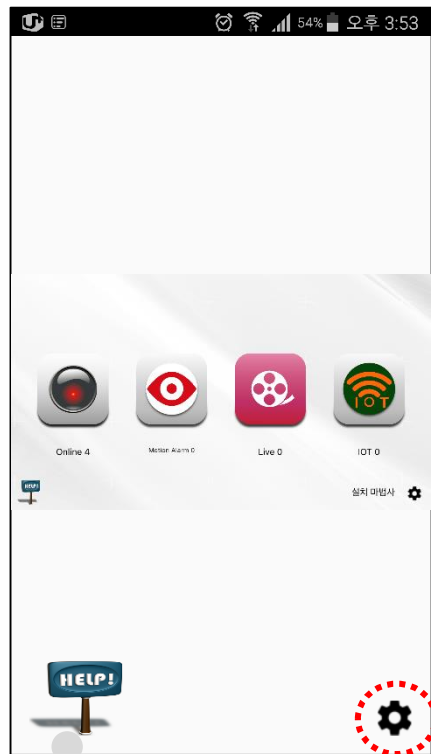 U+ 54% 오후 3:53
IOT
Online 4 Motion Alarm 0 Live 0 IOT 0
HELP!
설치 마법사
HELP!